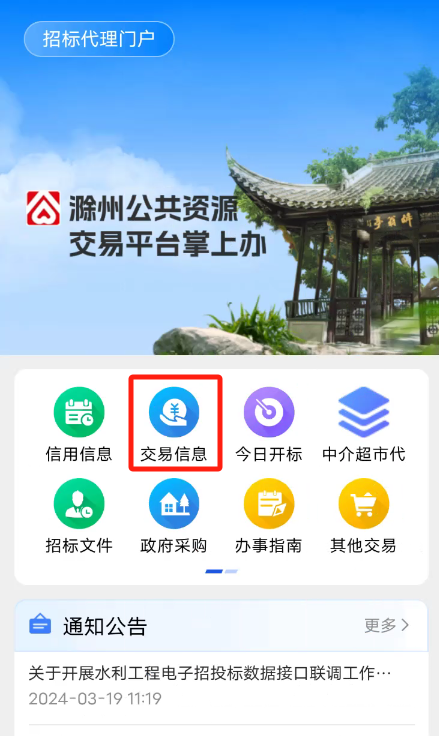 招标代理门户
滁州公共资源
交易平台掌上办
醉翁亭
信用信息 交易信息 今日开标 中介超市代
招标文件 政府采购 办事指南 其他交易
通知公告 更多
关于开展水利工程电子招投标数据接口联调工作…
2024-03-19 11:19